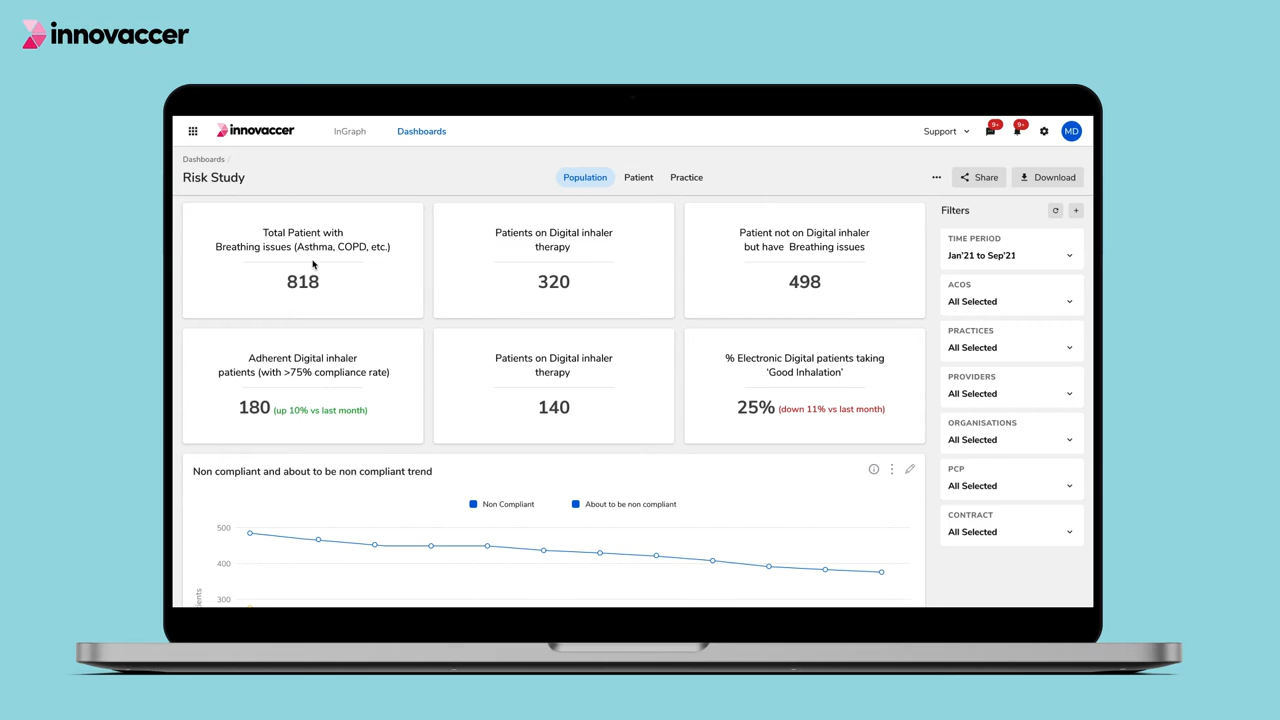 innovaccer
innovaccer
InGraph
Dashboards
Support
9+
9+
MD
Dashboards /
Risk Study
Population
Patient
Practice
Share
Download
Total Patient with
Breathing issues (Asthma, COPD, etc.)
818
Patients on Digital inhaler
therapy
320
Patient not on Digital inhaler
but have Breathing issues
498
Adherent Digital inhaler
patients (with >75% compliance rate)
180 (up 10% vs last month)
Patients on Digital inhaler
therapy
140
% Electronic Digital patients taking
‘Good Inhalation’
25% (down 11% vs last month)
Non compliant and about to be non compliant trend
Non Compliant
About to be non compliant
500
400
300
Filters
TIME PERIOD
Jan'21 to Sep'21
ACOS
All Selected
PRACTICES
All Selected
PROVIDERS
All Selected
ORGANISATIONS
All Selected
PCP
All Selected
CONTRACT
All Selected